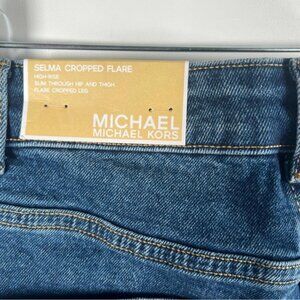 SELMA CROPPED FLARE
HIGH-RISE
SLIM THROUGH HIP AND THIGH
FLARE CROPPED LEG
MICHAEL
MICHAEL KORS